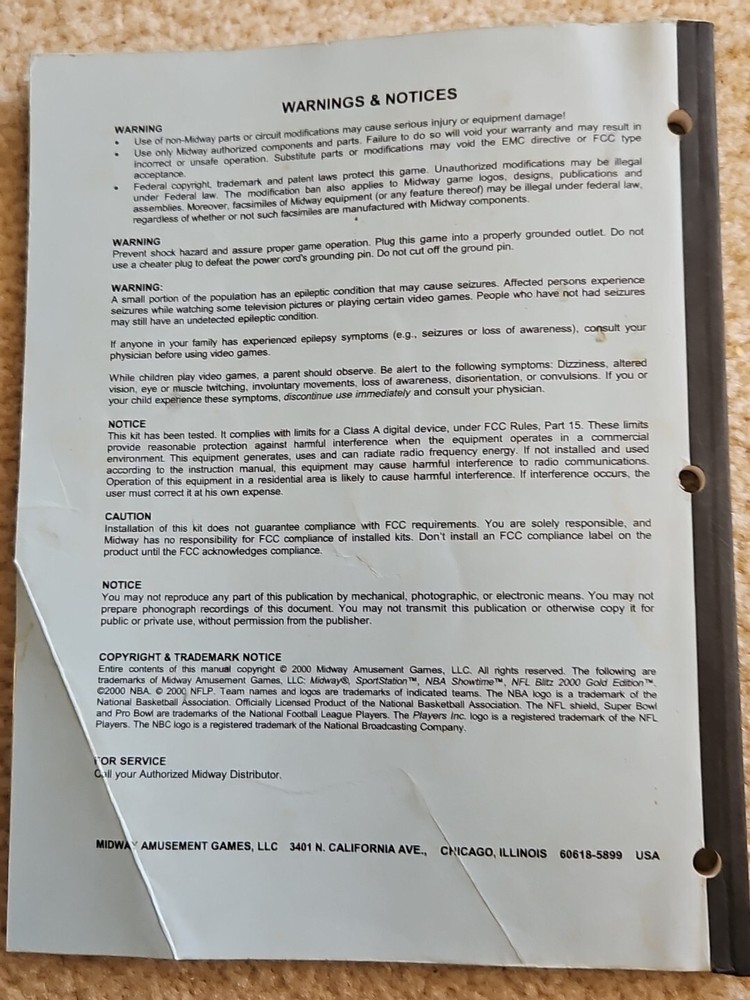 WARNINGS & NOTICES
WARNING
• Use of non-Midway parts or circuit modifications may cause serious injury or equipment damage!
• Use only Midway authorized components and parts. Failure to do so will void your warranty and may result in
incorrect or unsafe operation. Substitute parts or modifications may void the EMC directive or FCC type
acceptance.
• Federal copyright, trademark and patent laws protect this game. Unauthorized modifications may be illegal
under Federal law. The modification ban also applies to Midway game logos, designs, publications and
assemblies. Moreover, facsimiles of Midway equipment (or any feature thereof) may be illegal under federal law,
regardless of whether or not such facsimiles are manufactured with Midway components.
WARNING
Prevent shock hazard and assure proper game operation. Plug this game into a properly grounded outlet. Do not
use a cheater plug to defeat the power cord's grounding pin. Do not cut off the ground pin.
WARNING:
A small portion of the population has an epileptic condition that may cause seizures. Affected persons experience
seizures while watching some television pictures or playing certain video games. People who have not had seizures
may still have an undetected epileptic condition.
If anyone in your family has experienced epilepsy symptoms (e.g., seizures or loss of awareness), consult your
physician before using video games.
While children play video games, a parent should observe. Be alert to the following symptoms: Dizziness, altered
vision, eye or muscle twitching, involuntary movements, loss of awareness, disorientation, or convulsions. If you or
your child experience these symptoms, discontinue use immediately and consult your physician.
NOTICE
This kit has been tested. It complies with limits for a Class A digital device, under FCC Rules, Part 15. These limits
provide reasonable protection against harmful interference when the equipment operates in a commercial
environment. This equipment generates, uses and can radiate radio frequency energy. If not installed and used
according to the instruction manual, this equipment may cause harmful interference to radio communications.
Operation of this equipment in a residential area is likely to cause harmful interference. If interference occurs, the
user must correct it at his own expense.
CAUTION
Installation of this kit does not guarantee compliance with FCC requirements. You are solely responsible, and
Midway has no responsibility for FCC compliance of installed kits. Don't install an FCC compliance label on the
product until the FCC acknowledges compliance.
NOTICE
You may not reproduce any part of this publication by mechanical, photographic, or electronic means. You may not
prepare phonograph recordings of this document. You may not transmit this publication or otherwise copy it for
public or private use, without permission from the publisher.
COPYRIGHT & TRADEMARK NOTICE
Entire contents of this manual copyright © 2000 Midway Amusement Games, LLC. All rights reserved. The following are
trademarks of Midway Amusement Games, LLC: Midway®, SportStation™, NBA Showtime™, NFL Blitz 2000 Gold Edition™.
©2000 NBA. © 2000 NFLP. Team names and logos are trademarks of indicated teams. The NBA logo is a trademark of the
National Basketball Association. Officially Licensed Product of the National Basketball Association. The NFL shield, Super Bowl
and Pro Bowl are trademarks of the National Football League Players. The Players Inc. logo is a registered trademark of the NFL
Players. The NBC logo is a registered trademark of the National Broadcasting Company.
FOR SERVICE
Call your Authorized Midway Distributor.
MIDWAY AMUSEMENT GAMES, LLC 3401 N. CALIFORNIA AVE., CHICAGO, ILLINOIS 60618-5899 USA